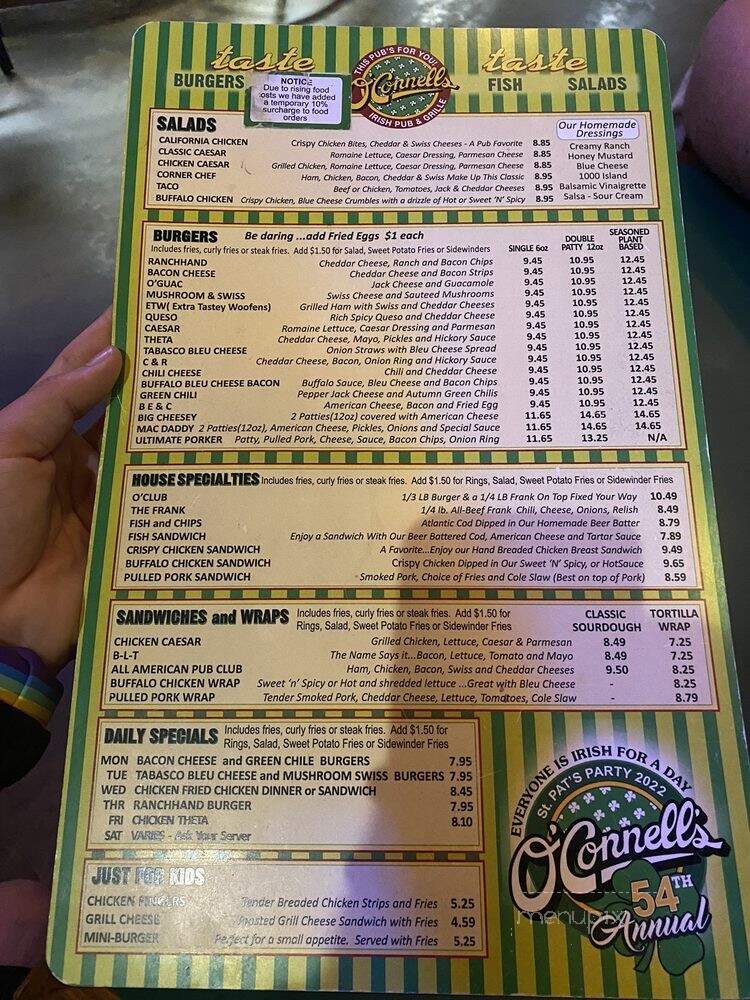 taste
BURGERS
NOTICE
Due to rising food
costs we have added
a temporary 10%
surcharge to food
orders
THIS PUB'S FOR YOU!
O'Connell's
IRISH PUB & GRILLE
taste
FISH SALADS
SALADS
Our Homemade
Dressings
Creamy Ranch
Honey Mustard
Blue Cheese
1000 Island
Balsamic Vinaigrette
Salsa - Sour Cream
CALIFORNIA CHICKEN Crispy Chicken Bites, Cheddar & Swiss Cheeses - A Pub Favorite 8.85
CLASSIC CAESAR Romaine Lettuce, Caesar Dressing, Parmesan Cheese 8.85
CHICKEN CAESAR Grilled Chicken, Romaine Lettuce, Caesar Dressing, Parmesan Cheese 8.85
CORNER CHEF Ham, Chicken, Bacon, Cheddar & Swiss Make Up This Classic 8.95
TACO Beef or Chicken, Tomatoes, Jack & Cheddar Cheeses 8.95
BUFFALO CHICKEN Crispy Chicken, Blue Cheese Crumbles with a drizzle of Hot or Sweet 'N' Spicy 8.95
BURGERS Be daring ...add Fried Eggs $1 each
Includes fries, curly fries or steak fries. Add $1.50 for Salad, Sweet Potato Fries or Sidewinders
SINGLE 6oz
DOUBLE
PATTY 12oz
SEASONED
PLANT
BASED
RANCHHAND Cheddar Cheese, Ranch and Bacon Chips 9.45 10.95 12.45
BACON CHEESE Cheddar Cheese and Bacon Strips 9.45 10.95 12.45
O'GUAC Jack Cheese and Guacamole 9.45 10.95 12.45
MUSHROOM & SWISS Swiss Cheese and Sauteed Mushrooms 9.45 10.95 12.45
ETW( Extra Tastey Woofens) Grilled Ham with Swiss and Cheddar Cheeses 9.45 10.95 12.45
QUESO Rich Spicy Queso and Cheddar Cheese 9.45 10.95 12.45
CAESAR Romaine Lettuce, Caesar Dressing and Parmesan 9.45 10.95 12.45
THETA Cheddar Cheese, Mayo, Pickles and Hickory Sauce 9.45 10.95 12.45
TABASCO BLEU CHEESE Onion Straws with Bleu Cheese Spread 9.45 10.95 12.45
C & R Cheddar Cheese, Bacon, Onion Ring and Hickory Sauce 9.45 10.95 12.45
CHILI CHEESE Chili and Cheddar Cheese 9.45 10.95 12.45
BUFFALO BLEU CHEESE BACON Buffalo Sauce, Bleu Cheese and Bacon Chips 9.45 10.95 12.45
GREEN CHILI Pepper Jack Cheese and Autumn Green Chilis 9.45 10.95 12.45
B E & C American Cheese, Bacon and Fried Egg 9.45 10.95 12.45
BIG CHEESEY 2 Patties(12oz) covered with American Cheese 11.65 14.65 14.65
MAC DADDY 2 Patties(12oz), American Cheese, Pickles, Onions and Special Sauce 11.65 14.65 14.65
ULTIMATE PORKER Patty, Pulled Pork, Cheese, Sauce, Bacon Chips, Onion Ring 11.65 13.25 N/A
HOUSE SPECIALTIES Includes fries, curly fries or steak fries. Add $1.50 for Rings, Salad, Sweet Potato Fries or Sidewinder Fries
O'CLUB 1/3 LB Burger & a 1/4 LB Frank On Top Fixed Your Way 10.49
THE FRANK 1/4 lb. All-Beef Frank Chili, Cheese, Onions, Relish 8.49
FISH and CHIPS Atlantic Cod Dipped in Our Homemade Beer Batter 8.79
FISH SANDWICH Enjoy a Sandwich With Our Beer Battered Cod, American Cheese and Tartar Sauce 7.89
CRISPY CHICKEN SANDWICH A Favorite...Enjoy our Hand Breaded Chicken Breast Sandwich 9.49
BUFFALO CHICKEN SANDWICH Crispy Chicken Dipped in Our Sweet 'N' Spicy, or HotSauce 9.65
PULLED PORK SANDWICH Smoked Pork, Choice of Fries and Cole Slaw (Best on top of Pork) 8.59
SANDWICHES and WRAPS Includes fries, curly fries or steak fries. Add $1.50 for
Rings, Salad, Sweet Potato Fries or Sidewinder Fries
CLASSIC
SOURDOUGH
TORTILLA
WRAP
CHICKEN CAESAR Grilled Chicken, Lettuce, Caesar & Parmesan 8.49 7.25
B-L-T The Name Says it...Bacon, Lettuce, Tomato and Mayo 8.49 7.25
ALL AMERICAN PUB CLUB Ham, Chicken, Bacon, Swiss and Cheddar Cheeses 9.50 8.25
BUFFALO CHICKEN WRAP Sweet 'n' Spicy or Hot and shredded lettuce ...Great with Bleu Cheese - 8.25
PULLED PORK WRAP Tender Smoked Pork, Cheddar Cheese, Lettuce, Tomatoes, Cole Slaw - 8.79
DAILY SPECIALS Includes fries, curly fries or steak fries. Add $1.50 for
Rings, Salad, Sweet Potato Fries or Sidewinder Fries
MON BACON CHEESE and GREEN CHILE BURGERS 7.95
TUE TABASCO BLEU CHEESE and MUSHROOM SWISS BURGERS 7.95
WED CHICKEN FRIED CHICKEN DINNER or SANDWICH 8.45
THR RANCHHAND BURGER 7.95
FRI CHICKEN THETA 8.10
SAT VARIES - Ask Your Server
JUST FOR KIDS
CHICKEN FINGERS Tender Breaded Chicken Strips and Fries 5.25
GRILL CHEESE Toasted Grill Cheese Sandwich with Fries 4.59
MINI-BURGER Perfect for a small appetite. Served with Fries 5.25
EVERYONE IS IRISH FOR A DAY
St. PAT'S PARTY 2022
O'Connell's
54TH
Annual
menupix